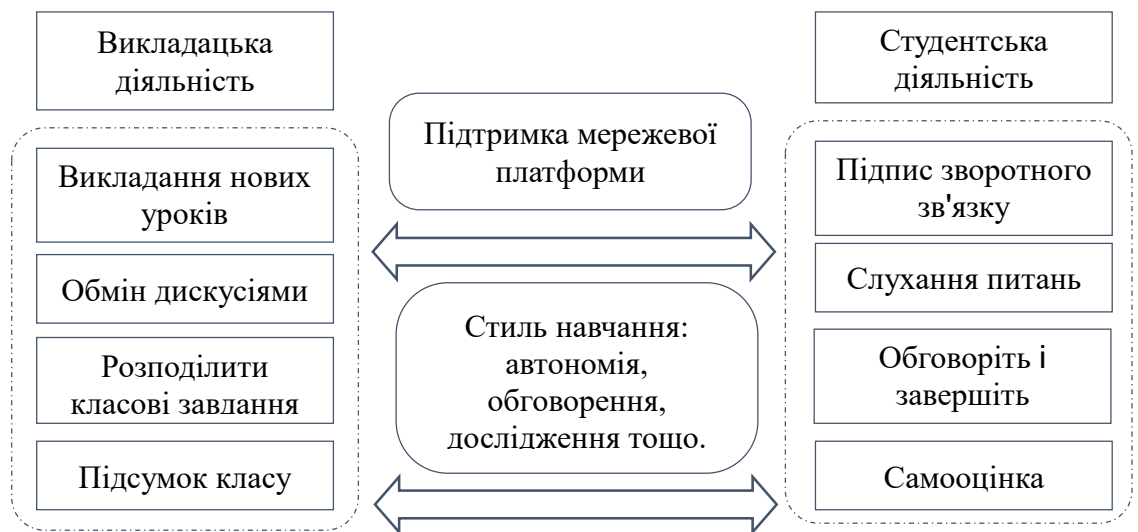 Викладацька
діяльність
Викладання нових
уроків
Обмін дискусіями
Розподілити
класові завдання
Підсумок класу
Підтримка мережевої
платформи
Стиль навчання:
автономія,
обговорення,
дослідження тощо.
Студентська
діяльність
Підпис зворотного
зв'язку
Слухання питань
Обговоріть і
завершіть
Самооцінка